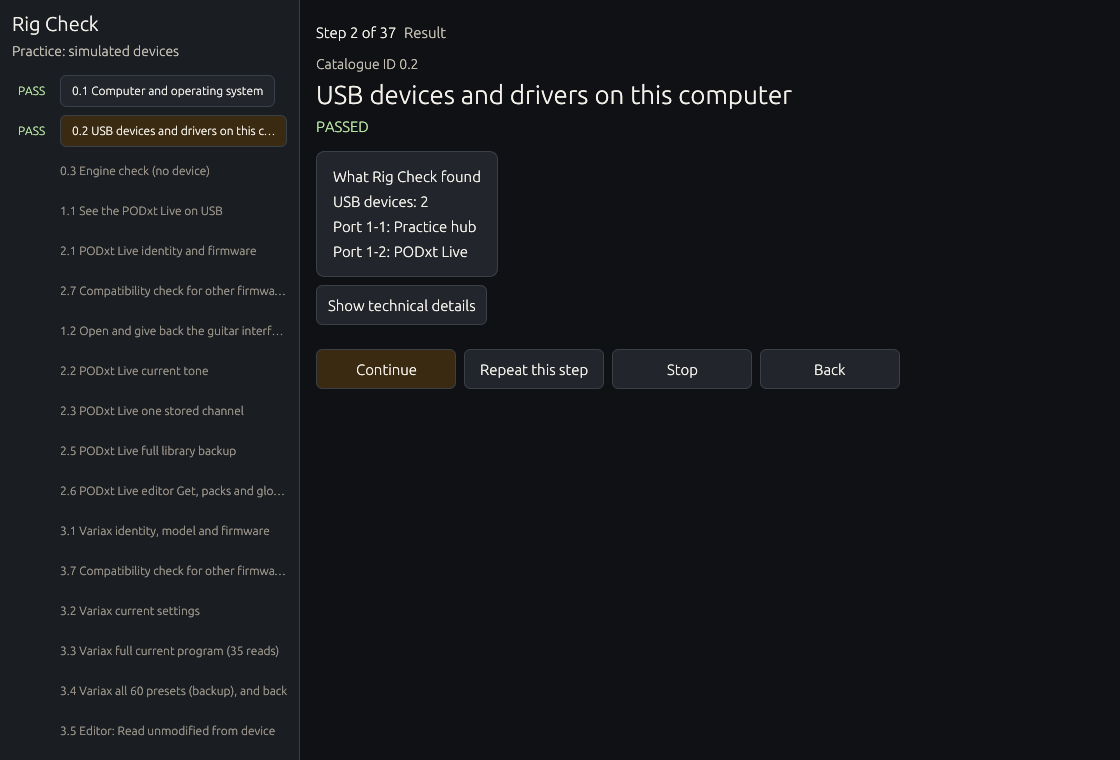 Rig Check
Practice: simulated devices
PASS 0.1 Computer and operating system
PASS 0.2 USB devices and drivers on this c...
0.3 Engine check (no device)
1.1 See the PODxt Live on USB
2.1 PODxt Live identity and firmware
2.7 Compatibility check for other firmwa...
1.2 Open and give back the guitar interf...
2.2 PODxt Live current tone
2.3 PODxt Live one stored channel
2.5 PODxt Live full library backup
2.6 PODxt Live editor Get, packs and glo...
3.1 Variax identity, model and firmware
3.7 Compatibility check for other firmwa...
3.2 Variax current settings
3.3 Variax full current program (35 reads)
3.4 Variax all 60 presets (backup), and back
3.5 Editor: Read unmodified from device
Step 2 of 37 Result
Catalogue ID 0.2
USB devices and drivers on this computer
PASSED
What Rig Check found
USB devices: 2
Port 1-1: Practice hub
Port 1-2: PODxt Live
Show technical details
Continue Repeat this step Stop Back